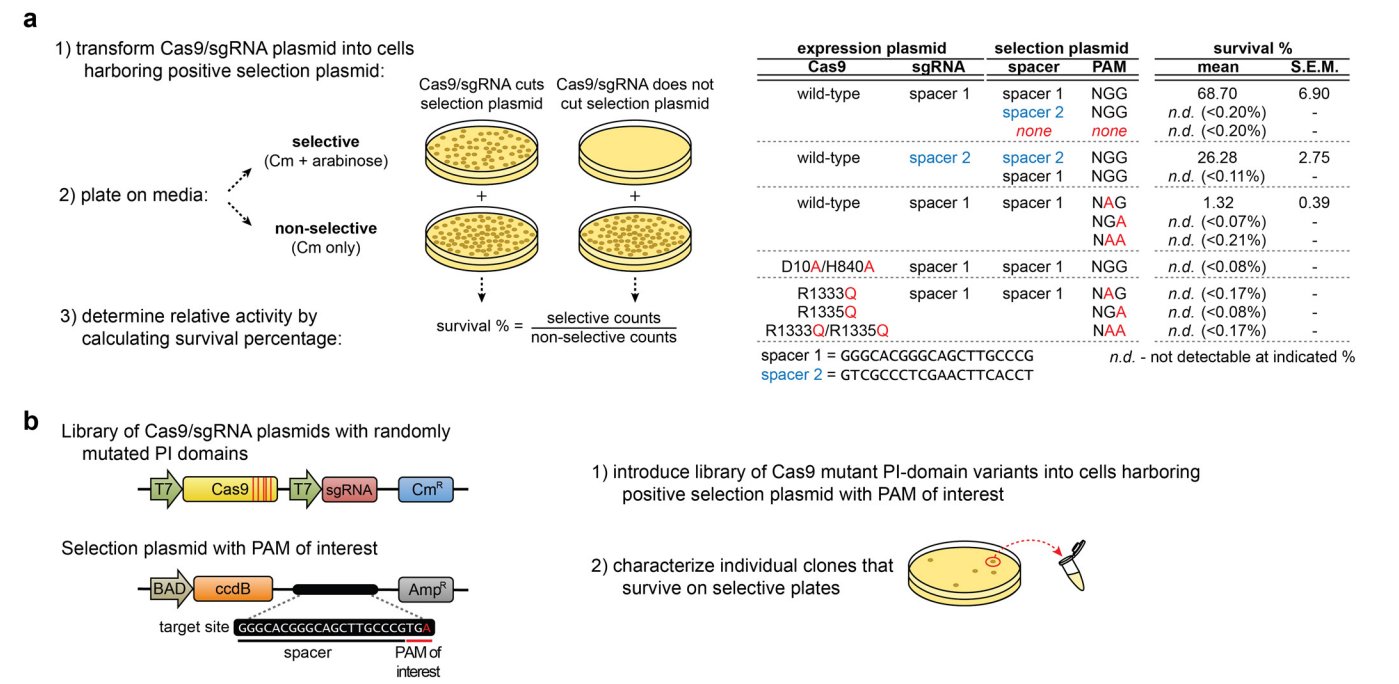 a
1) transform Cas9/sgRNA plasmid into cells
harboring positive selection plasmid:
Cas9/sgRNA cuts
selection plasmid
Cas9/sgRNA does not
cut selection plasmid
selective
(Cm + arabinose)
2) plate on media:
+ +
non-selective
(Cm only)
3) determine relative activity by
calculating survival percentage:
survival % = selective counts
non-selective counts
expression plasmid selection plasmid survival %
Cas9 sgRNA spacer PAM mean S.E.M.
wild-type spacer 1 spacer 1 NGG 68.70 6.90
spacer 2 NGG n.d. (<0.20%) -
none none n.d. (<0.20%) -
wild-type spacer 2 spacer 2 NGG 26.28 2.75
spacer 1 NGG n.d. (<0.11%) -
wild-type spacer 1 spacer 1 NAG 1.32 0.39
NGA n.d. (<0.07%) -
NAA n.d. (<0.21%) -
D10A/H840A spacer 1 spacer 1 NGG n.d. (<0.08%) -
R1333Q spacer 1 spacer 1 NAG n.d. (<0.17%) -
R1335Q NGA n.d. (<0.08%) -
R1333Q/R1335Q NAA n.d. (<0.17%) -
spacer 1 = GGGCACGGGCAGCTTGCCCG
n.d. - not detectable at indicated %
spacer 2 = GTCGCCCTCGAACTTCACCT
b
Library of Cas9/sgRNA plasmids with randomly
mutated PI domains
T7 Cas9 T7 sgRNA CmR
Selection plasmid with PAM of interest
BAD ccdB AmpR
target site GGGCACGGGCAGCTTGCCCGTGA
spacer PAM of
interest
1) introduce library of Cas9 mutant PI-domain variants into cells harboring
positive selection plasmid with PAM of interest
2) characterize individual clones that
survive on selective plates